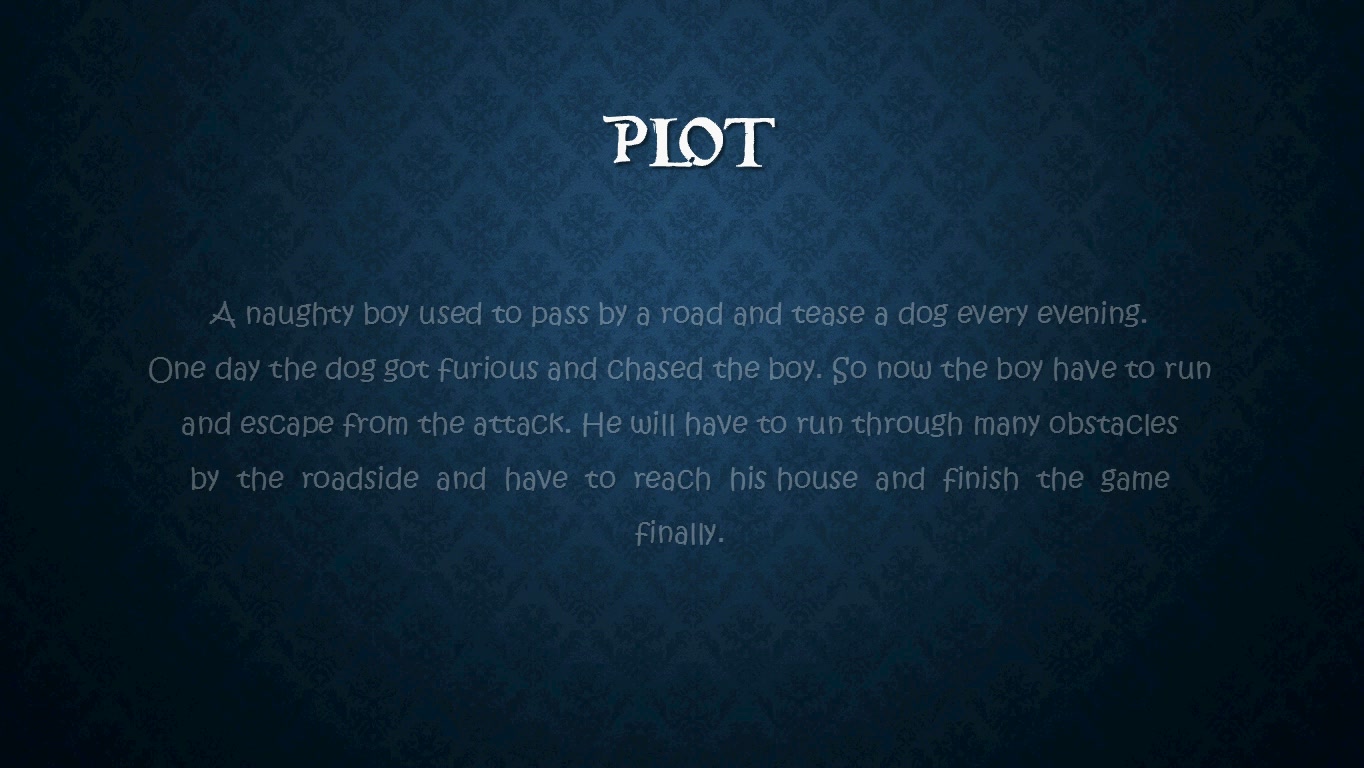 PLOT
A naughty boy used to pass by a road and tease a dog every evening.
One day the dog got furious and chased the boy. So now the boy have to run
and escape from the attack. He will have to run through many obstacles
by the roadside and have to reach his house and finish the game
finally.